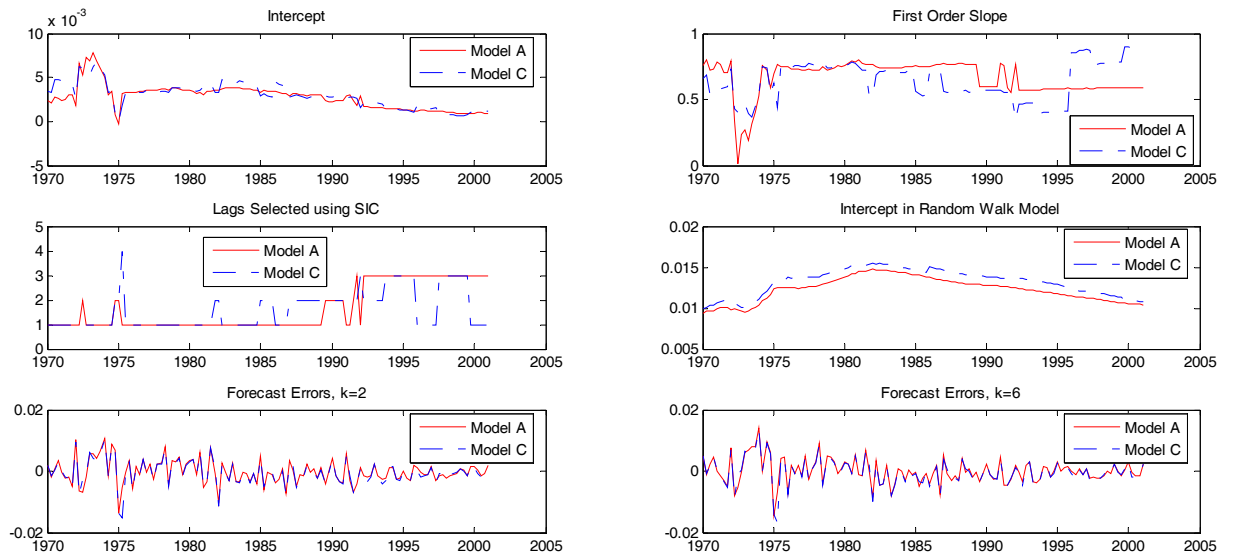 Intercept
x 10^-3
10
5
0
-5
Model A
Model C
1970 1975 1980 1985 1990 1995 2000 2005
First Order Slope
1
0.5
0
Model A
Model C
1970 1975 1980 1985 1990 1995 2000 2005
Lags Selected using SIC
5
4
3
2
1
0
Model A
Model C
1970 1975 1980 1985 1990 1995 2000 2005
Intercept in Random Walk Model
0.02
0.015
0.01
0.005
Model A
Model C
1970 1975 1980 1985 1990 1995 2000 2005
Forecast Errors, k=2
0.02
0
-0.02
Model A
Model C
1970 1975 1980 1985 1990 1995 2000 2005
Forecast Errors, k=6
0.02
0
-0.02
Model A
Model C
1970 1975 1980 1985 1990 1995 2000 2005